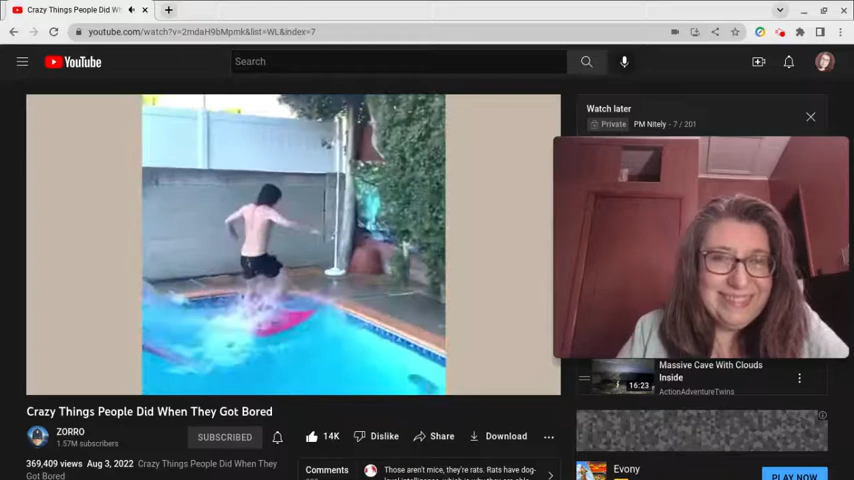 Crazy Things People Did W
youtube.com/watch?v=2mdaH9bMpmk&list=WL&index=7
YouTube
Search
Watch later
Private PM Nitely - 7 / 201
Massive Cave With Clouds
Inside
16:23
ActionAdventureTwins
Crazy Things People Did When They Got Bored
ZORRO
1.57M subscribers
SUBSCRIBED
14K
Dislike
Share
Download
369,409 views Aug 3, 2022 Crazy Things People Did When They
Got Bored
Comments
Those aren't mice, they're rats. Rats have dog-
Evony
PLAY NOW